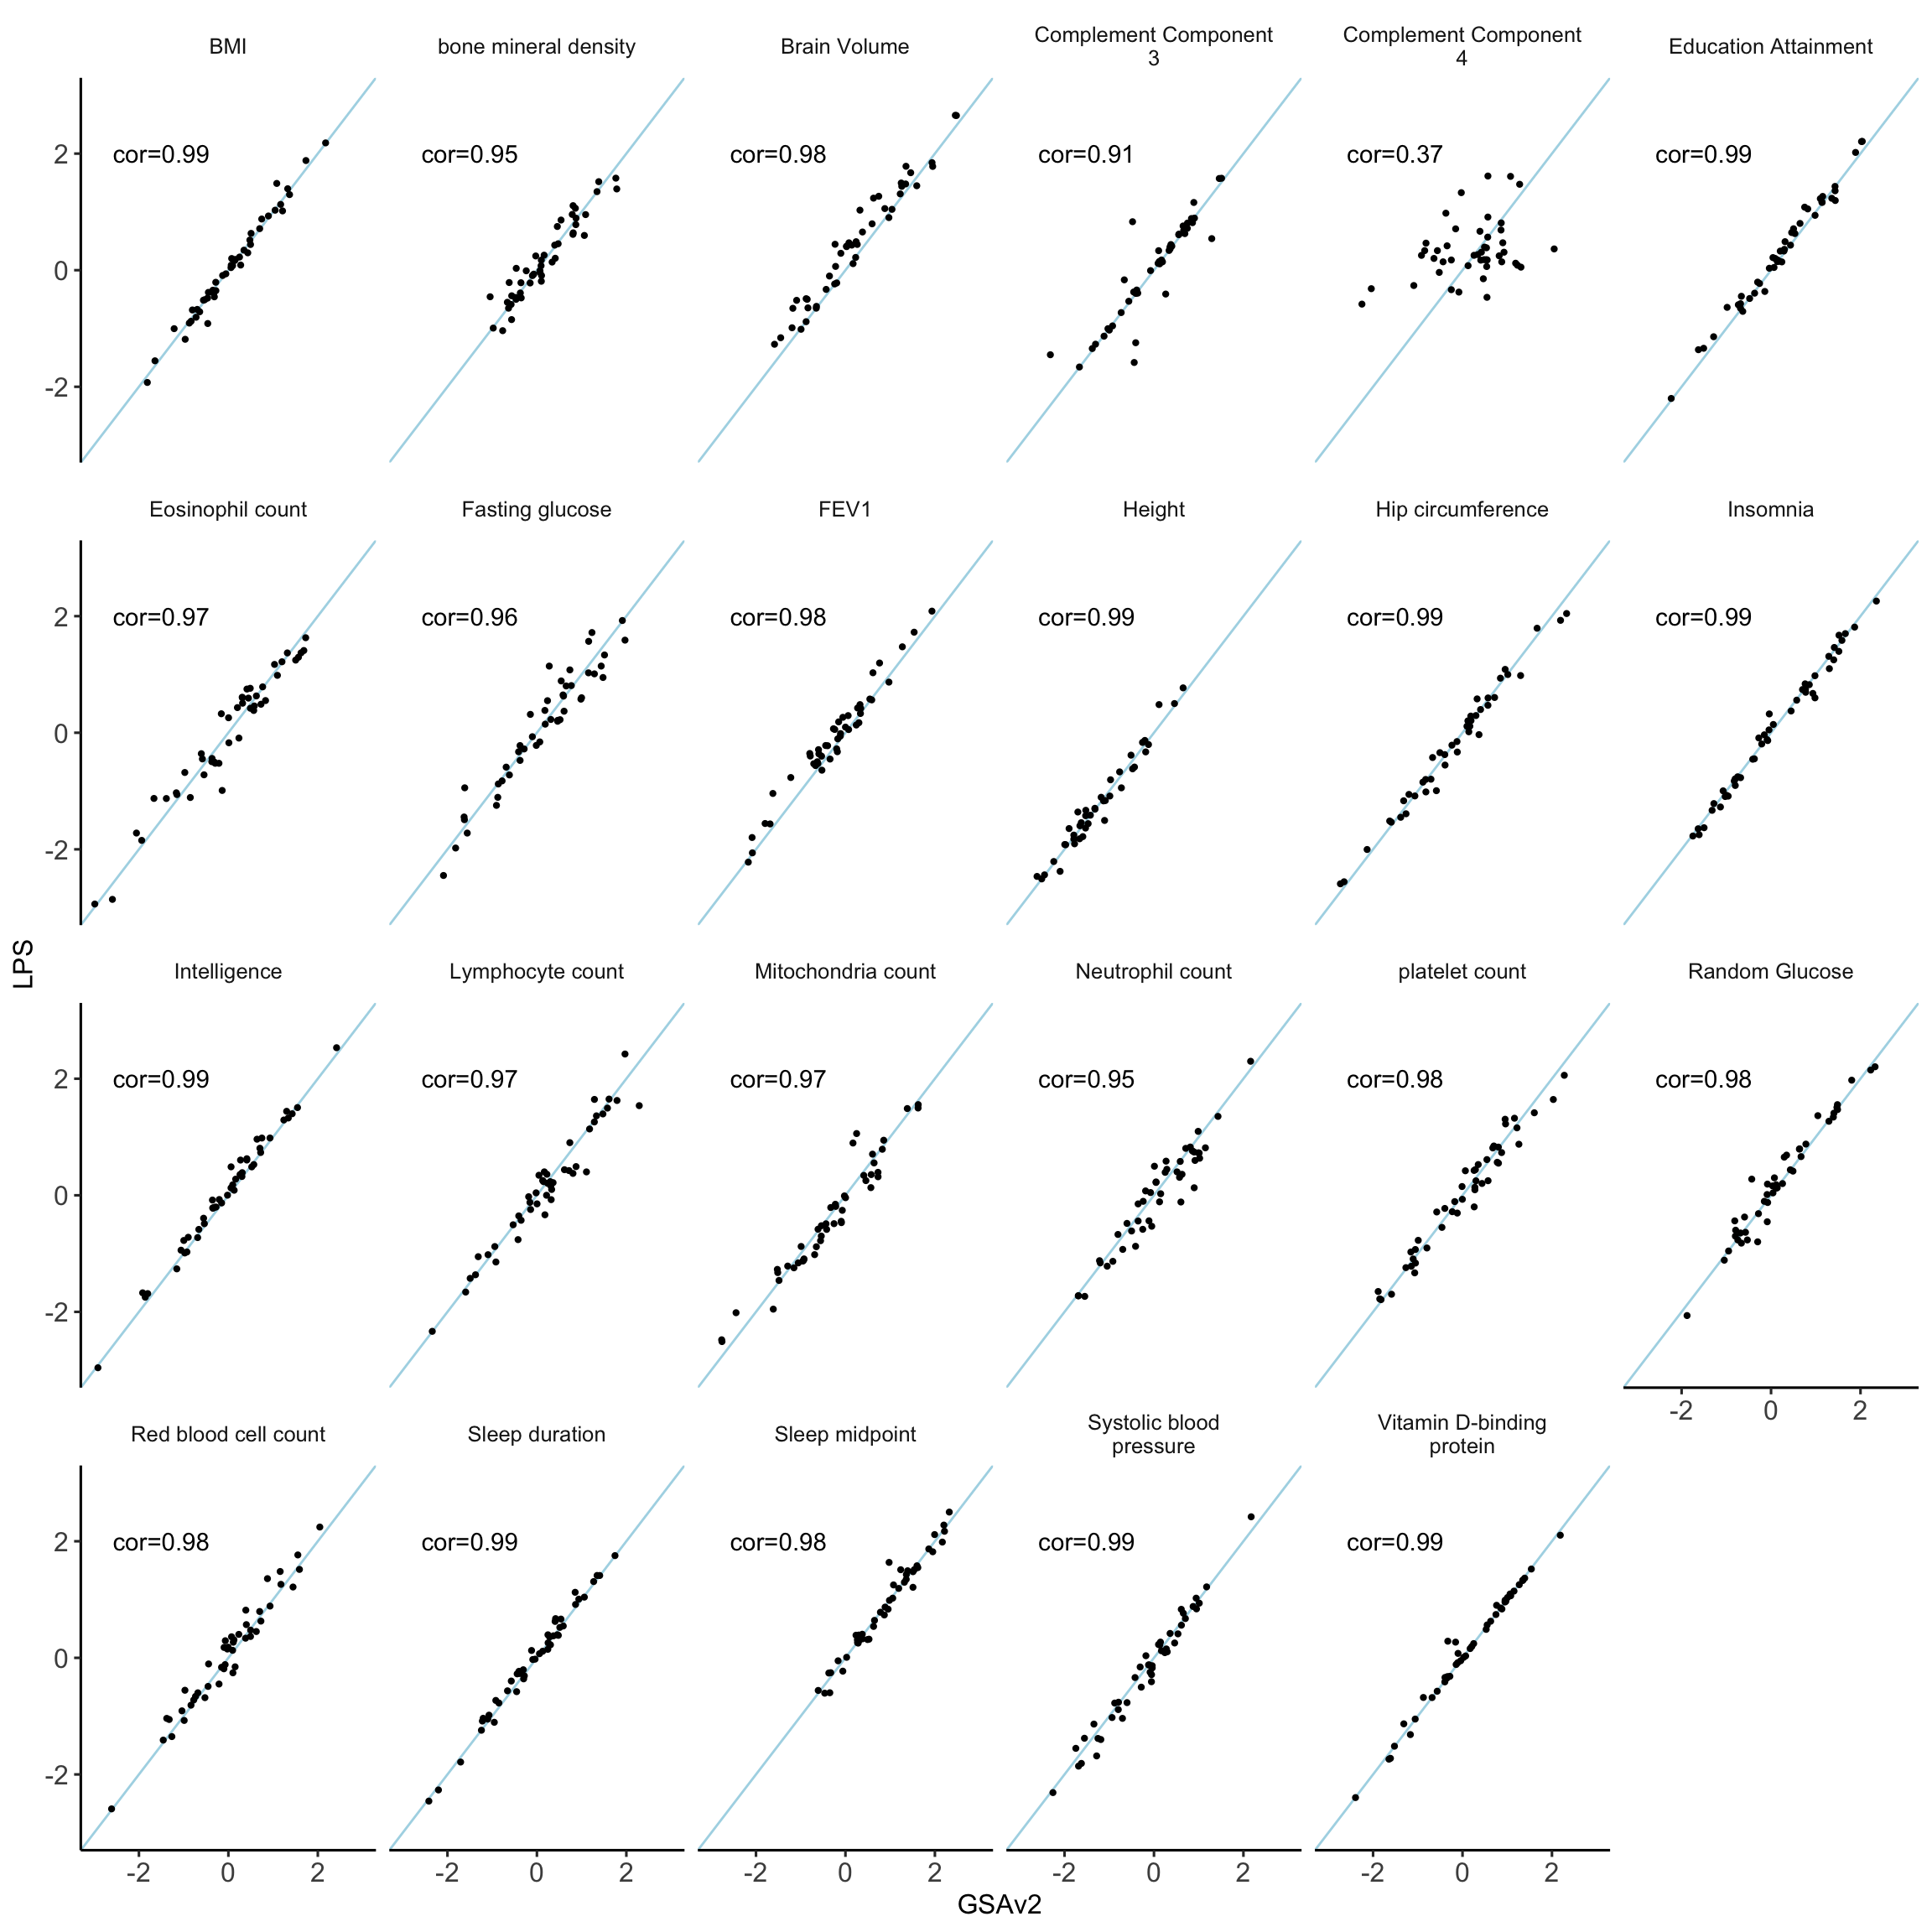 BMI
bone mineral density
Brain Volume
Complement Component
3
Complement Component
4
Education Attainment
2
0
-2
cor=0.99
cor=0.95
cor=0.98
cor=0.91
cor=0.37
cor=0.99
Eosinophil count
Fasting glucose
FEV1
Height
Hip circumference
Insomnia
2
0
-2
cor=0.97
cor=0.96
cor=0.98
cor=0.99
cor=0.99
cor=0.99
LPS
Intelligence
Lymphocyte count
Mitochondria count
Neutrophil count
platelet count
Random Glucose
2
0
-2
cor=0.99
cor=0.97
cor=0.97
cor=0.95
cor=0.98
cor=0.98
-2 0 2
Red blood cell count
Sleep duration
Sleep midpoint
Systolic blood
pressure
Vitamin D-binding
protein
2
0
-2
cor=0.98
cor=0.99
cor=0.98
cor=0.99
cor=0.99
-2 0 2
-2 0 2
-2 0 2
-2 0 2
-2 0 2
GSAv2